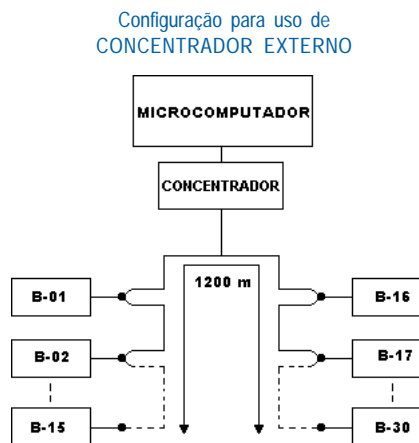 Configuração para uso de
CONCENTRADOR EXTERNO
MICROCOMPUTADOR
CONCENTRADOR
1200 m
B-01
B-16
B-02
B-17
B-15
B-30